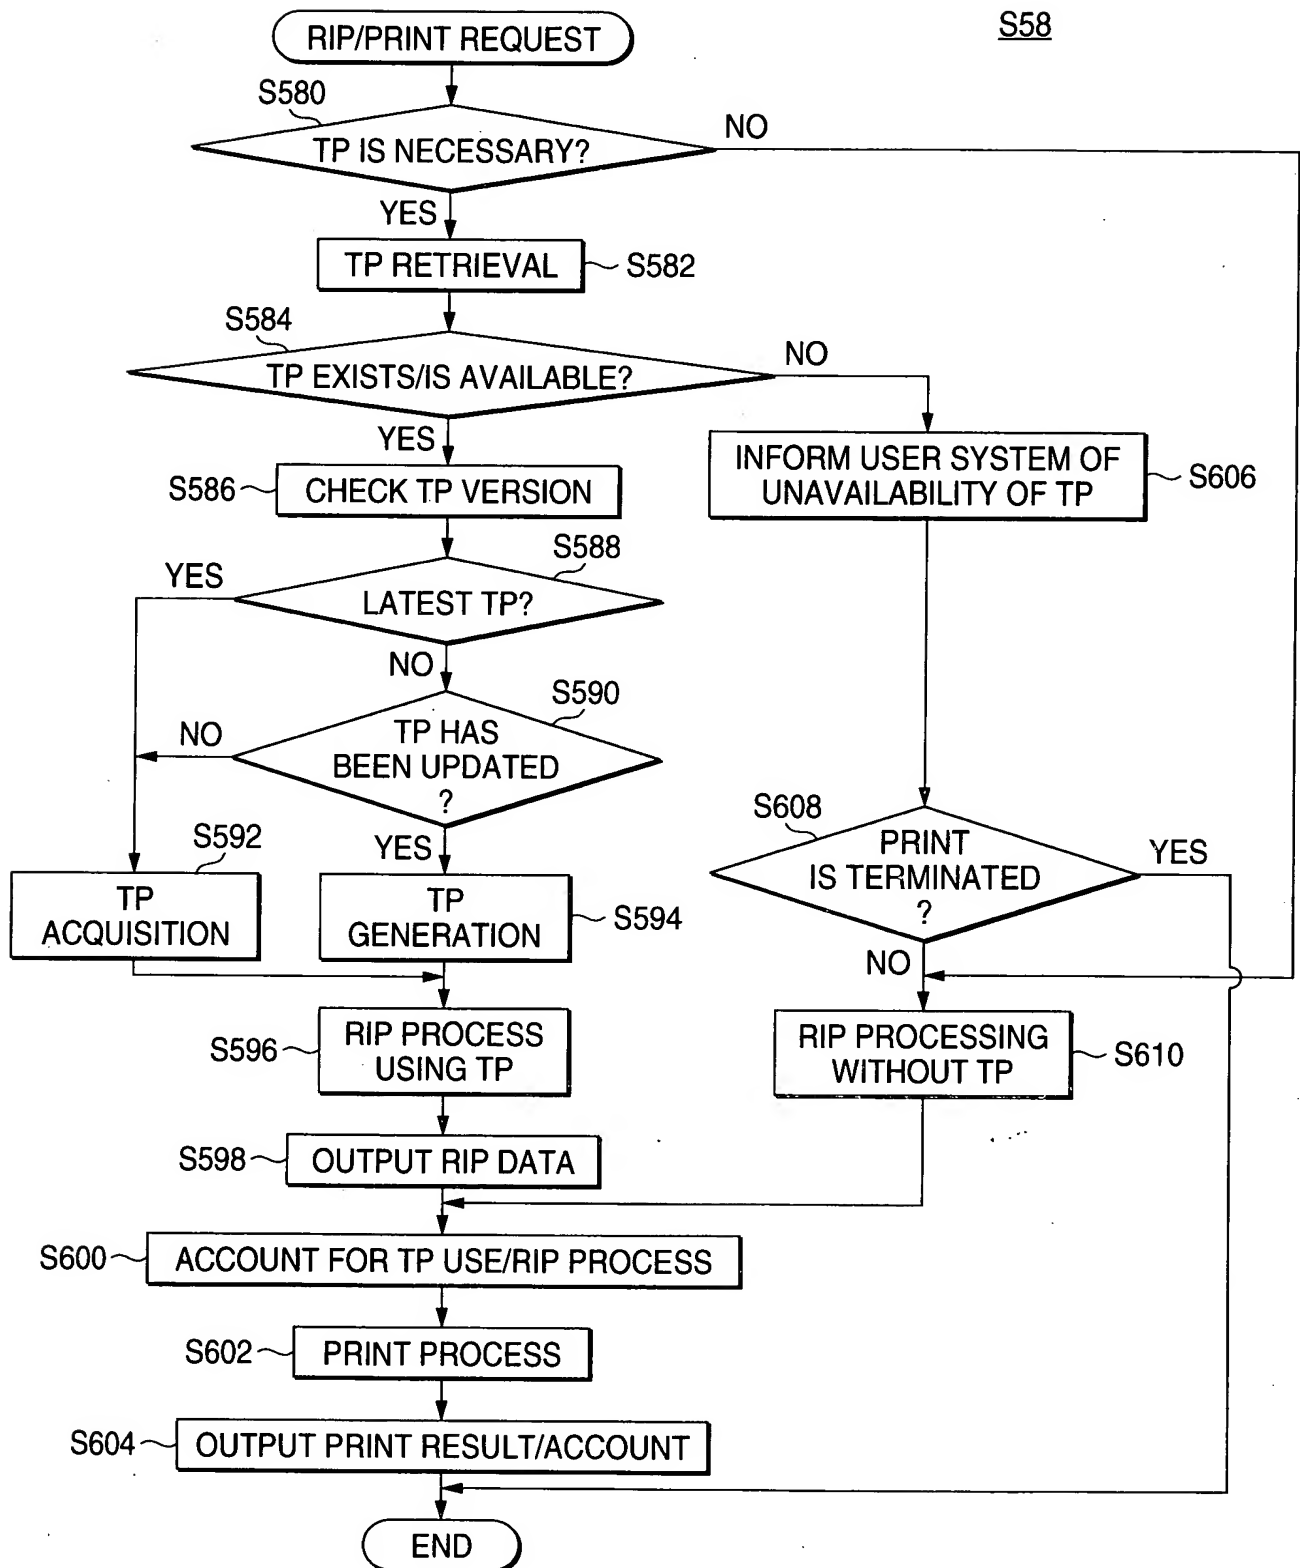 S58
RIP/PRINT REQUEST
S580
TP IS NECESSARY?
NO
YES
TP RETRIEVAL
S582
S584
TP EXISTS/IS AVAILABLE?
NO
YES
S586
CHECK TP VERSION
INFORM USER SYSTEM OF
UNAVAILABILITY OF TP
S606
S588
YES
LATEST TP?
NO
S590
NO
TP HAS
BEEN UPDATED
?
YES
S592
TP
ACQUISITION
TP
GENERATION
S594
S608
PRINT
IS TERMINATED
?
YES
NO
S596
RIP PROCESS
USING TP
RIP PROCESSING
WITHOUT TP
S610
S598
OUTPUT RIP DATA
S600
ACCOUNT FOR TP USE/RIP PROCESS
S602
PRINT PROCESS
S604
OUTPUT PRINT RESULT/ACCOUNT
END